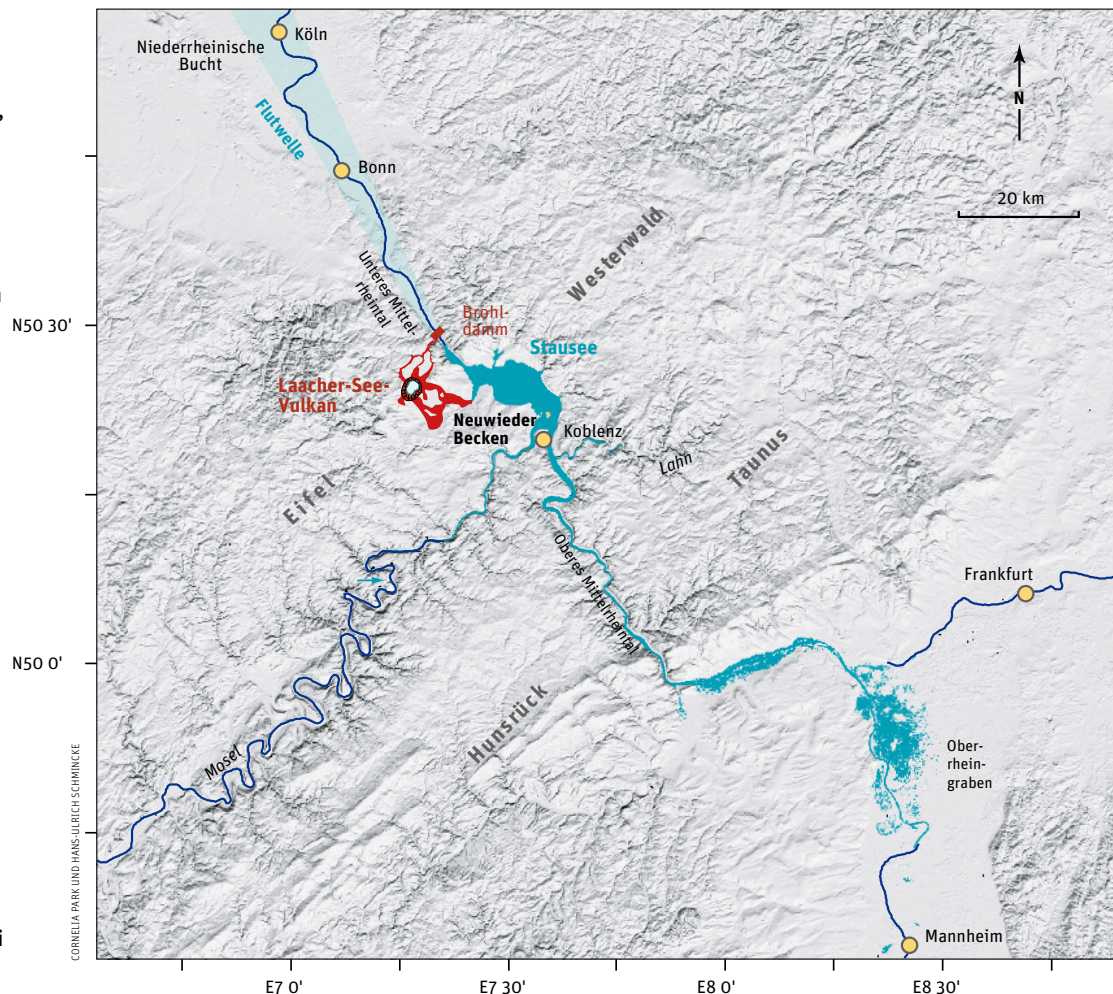 Köln
Niederrheinische
Bucht
Flutwelle
N
Bonn
20 km
Westerwald
Unteres Mittel-
rheintal
N50 30'
Brohl-
damm
Stausee
Laacher-See-
Vulkan
Neuwieder
Becken
Koblenz
Lahn
Taunus
Eifel
Oberes Mittelrheintal
Frankfurt
N50 0'
Hunsrück
Mosel
Ober-
rhein-
graben
CORNELIA PARK UND HANS-ULRICH SCHMINCKE
Mannheim
E7 0'
E7 30'
E8 0'
E8 30'